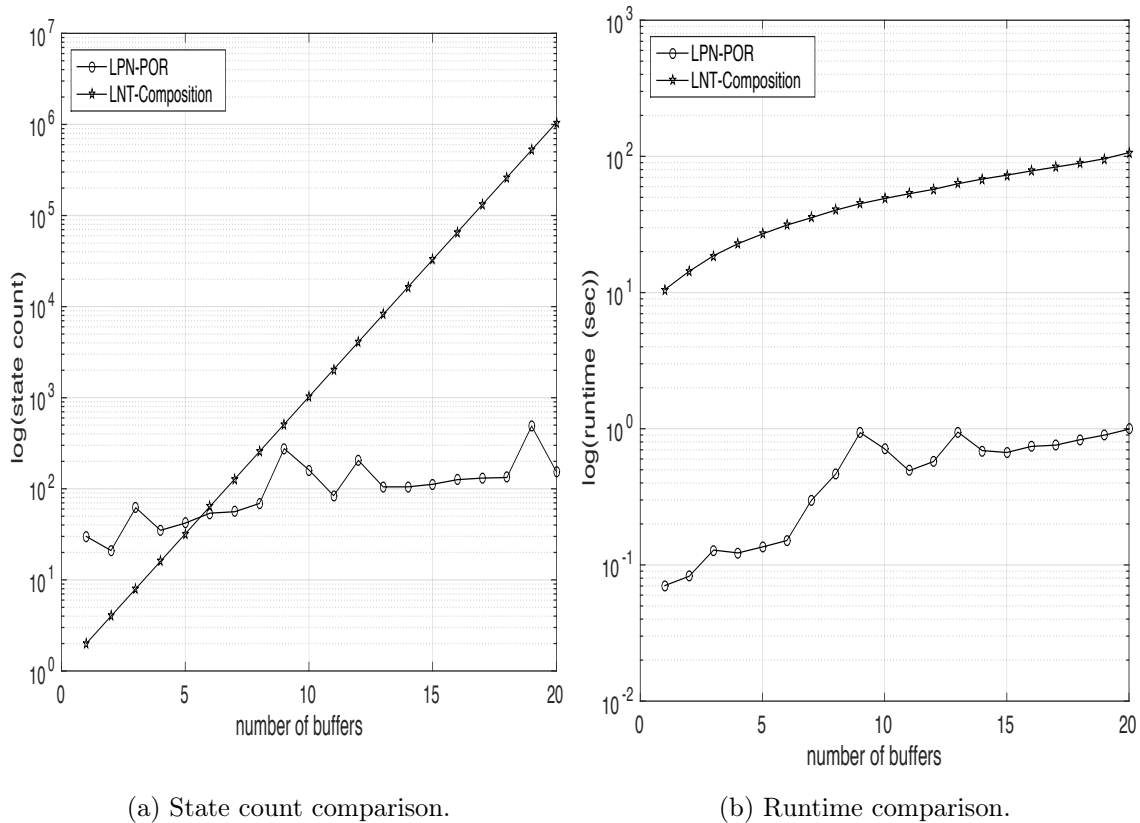 10^7
10^6
10^5
10^4
10^3
10^2
10^1
10^0
log(state count)
LPN-POR
LNT-Composition
0 5 10 15 20
number of buffers
(a) State count comparison.
10^3
10^2
10^1
10^0
10^-1
10^-2
log(runtime (sec))
LPN-POR
LNT-Composition
0 5 10 15 20
number of buffers
(b) Runtime comparison.